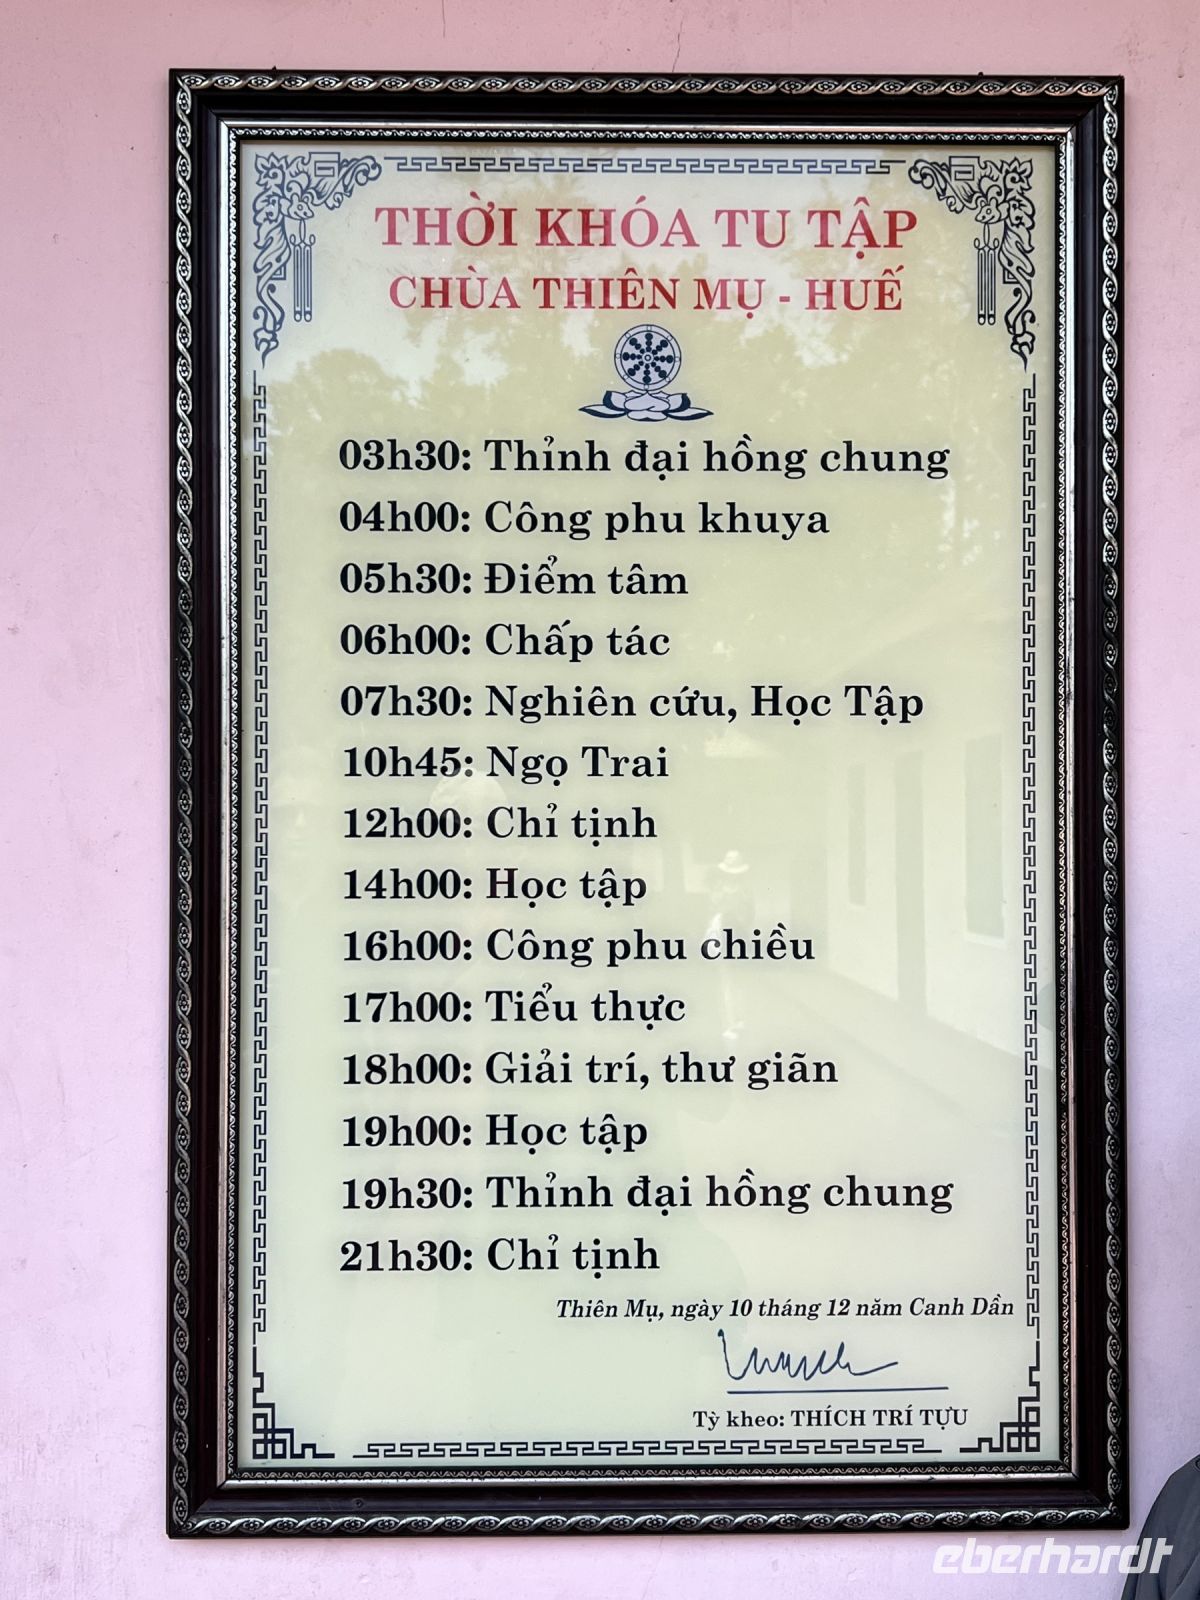 THỜI KHÓA TU TẬP
CHÙA THIÊN MỤ - HUẾ
03h30: Thỉnh đại hồng chung
04h00: Công phu khuya
05h30: Điểm tâm
06h00: Chấp tác
07h30: Nghiên cứu, Học Tập
10h45: Ngọ Trai
12h00: Chỉ tịnh
14h00: Học tập
16h00: Công phu chiều
17h00: Tiểu thực
18h00: Giải trí, thư giãn
19h00: Học tập
19h30: Thỉnh đại hồng chung
21h30: Chỉ tịnh
Thiên Mụ, ngày 10 tháng 12 năm Canh Dần
Tỳ kheo: THÍCH TRÍ TỰU
eberhardt